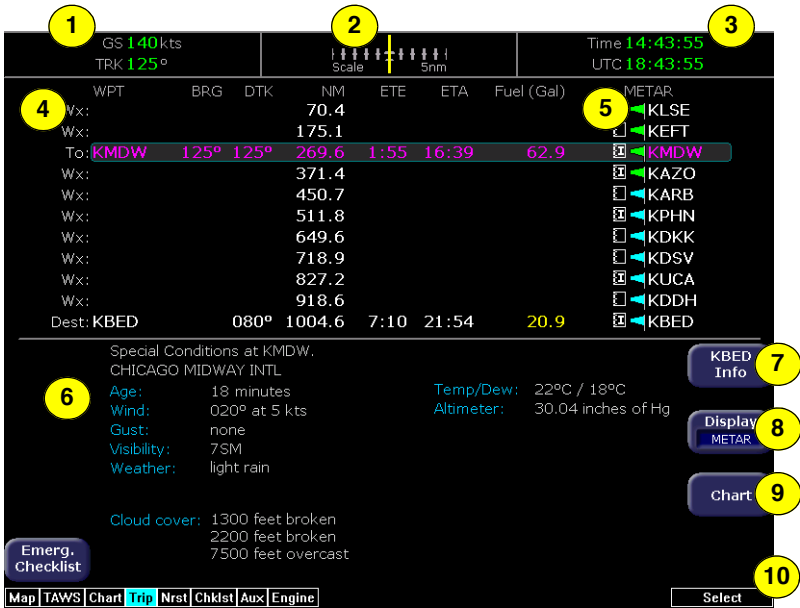 1
2
3
GS 140kts
TRK 125°
Scale 5nm
Time 14:43:55
UTC 18:43:55
WPT BRG DTK NM ETE ETA Fuel (Gal) METAR
4
5
Wx: 70.4 KLSE
Wx: 175.1 KEFT
To: KMDW 125° 125° 269.6 1:55 16:39 62.9 I KMDW
Wx: 371.4 I KAZO
Wx: 450.7 KARB
Wx: 511.8 I KPHN
Wx: 649.6 KDKK
Wx: 718.9 KDSV
Wx: 827.2 I KUCA
Wx: 918.6 KDDH
Dest: KBED 080° 1004.6 7:10 21:54 20.9 I KBED
Special Conditions at KMDW.
CHICAGO MIDWAY INTL
6
Age: 18 minutes
Wind: 020° at 5 kts
Gust: none
Visibility: 7SM
Weather: light rain
Temp/Dew: 22°C / 18°C
Altimeter: 30.04 inches of Hg
Cloud cover: 1300 feet broken
2200 feet broken
7500 feet overcast
KBED
Info
7
Display
METAR
8
Chart
9
Emerg.
Checklist
10
Map TAWS Chart Trip Nrst Chklst Aux Engine
Select